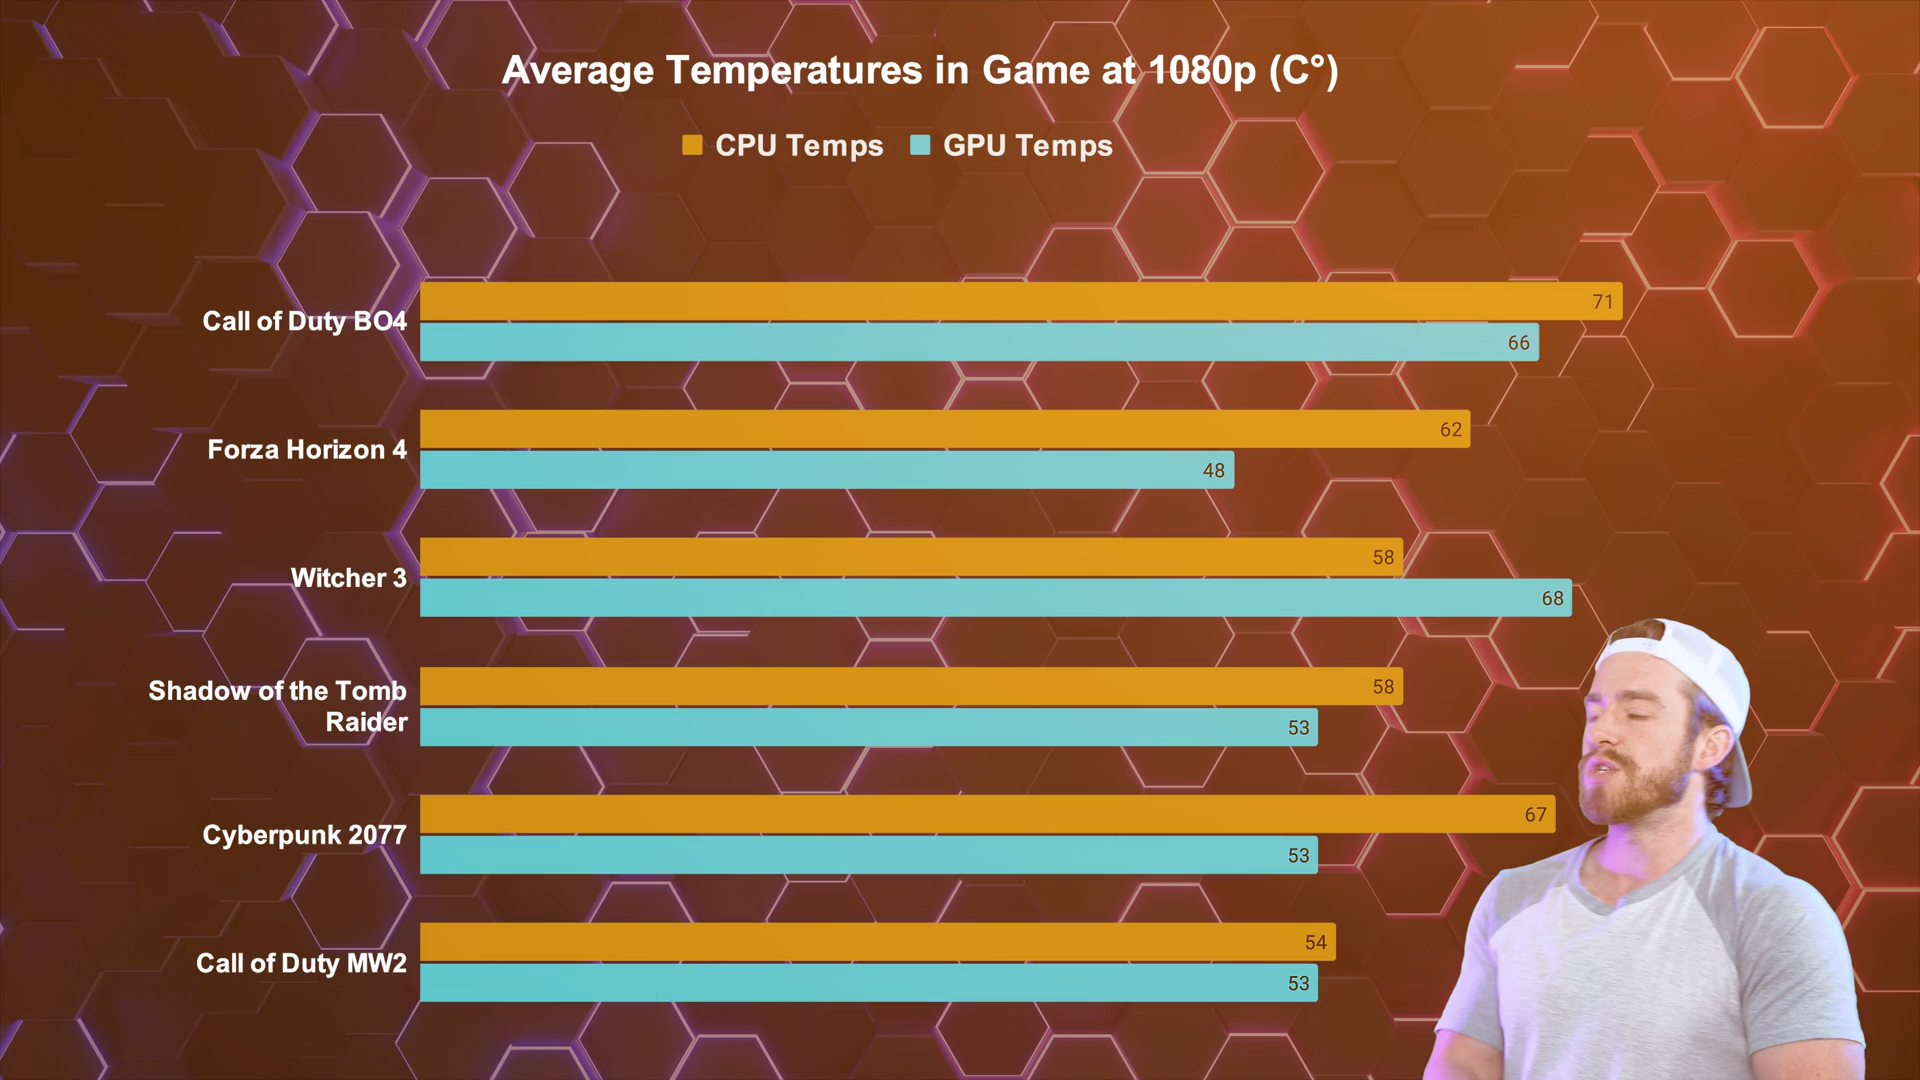 Average Temperatures in Game at 1080p (C°)
CPU Temps GPU Temps
Call of Duty BO4
71
66
Forza Horizon 4
62
48
Witcher 3
58
68
Shadow of the Tomb
Raider
58
53
Cyberpunk 2077
67
53
Call of Duty MW2
54
53